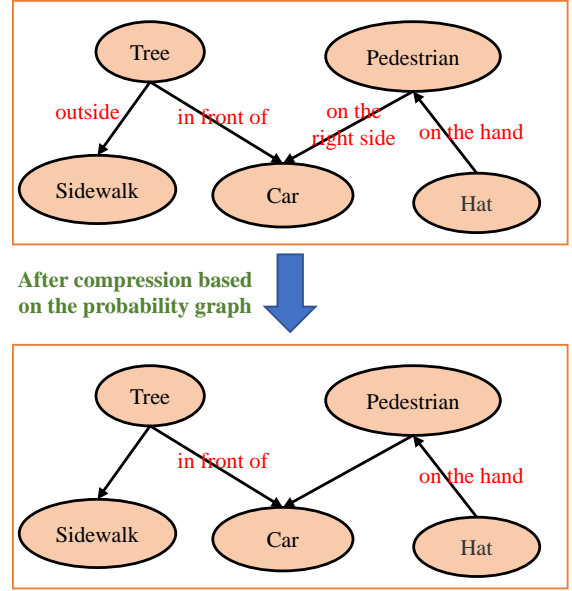 Tree
Pedestrian
outside
in front of
on the
right side
on the hand
Sidewalk
Car
Hat
After compression based
on the probability graph
Tree
Pedestrian
in front of
on the hand
Sidewalk
Car
Hat